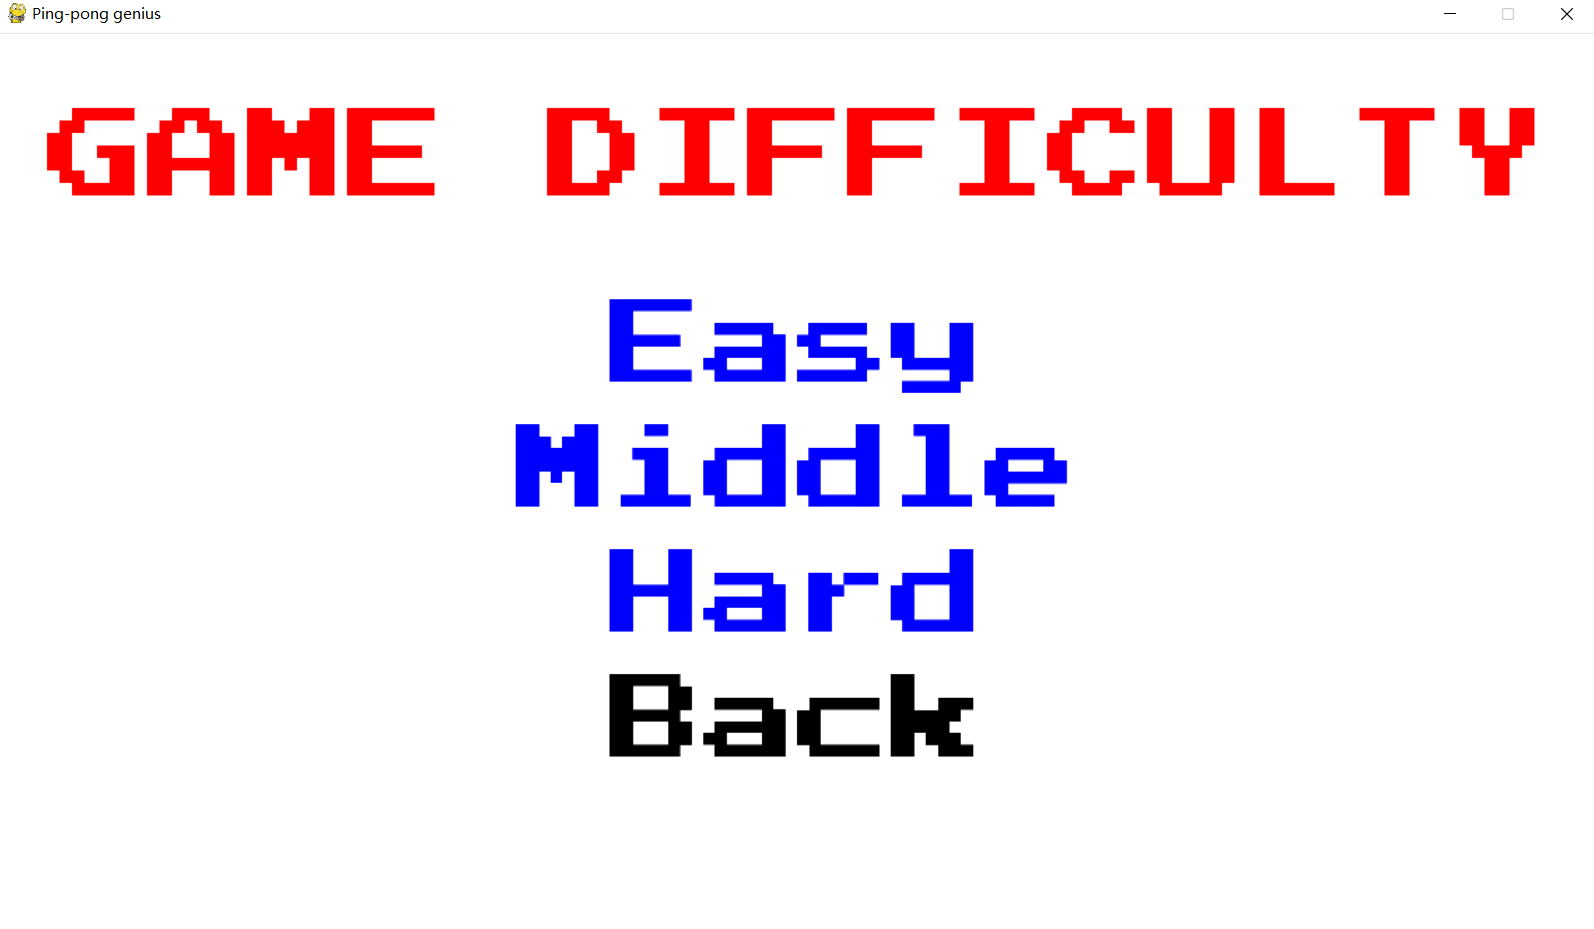 Ping-pong genius
GAME DIFFICULTY
Easy
Middle
Hard
Back